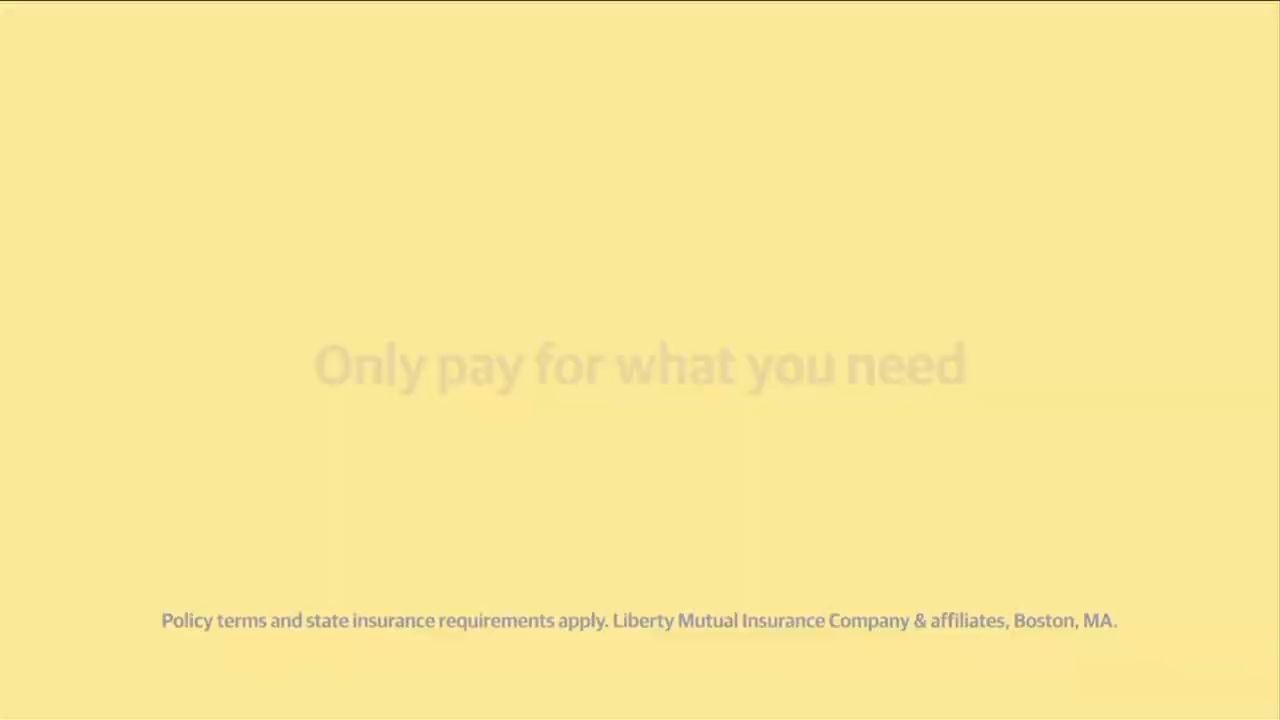 Only pay for what you need
Policy terms and state insurance requirements apply. Liberty Mutual Insurance Company & affiliates, Boston, MA.